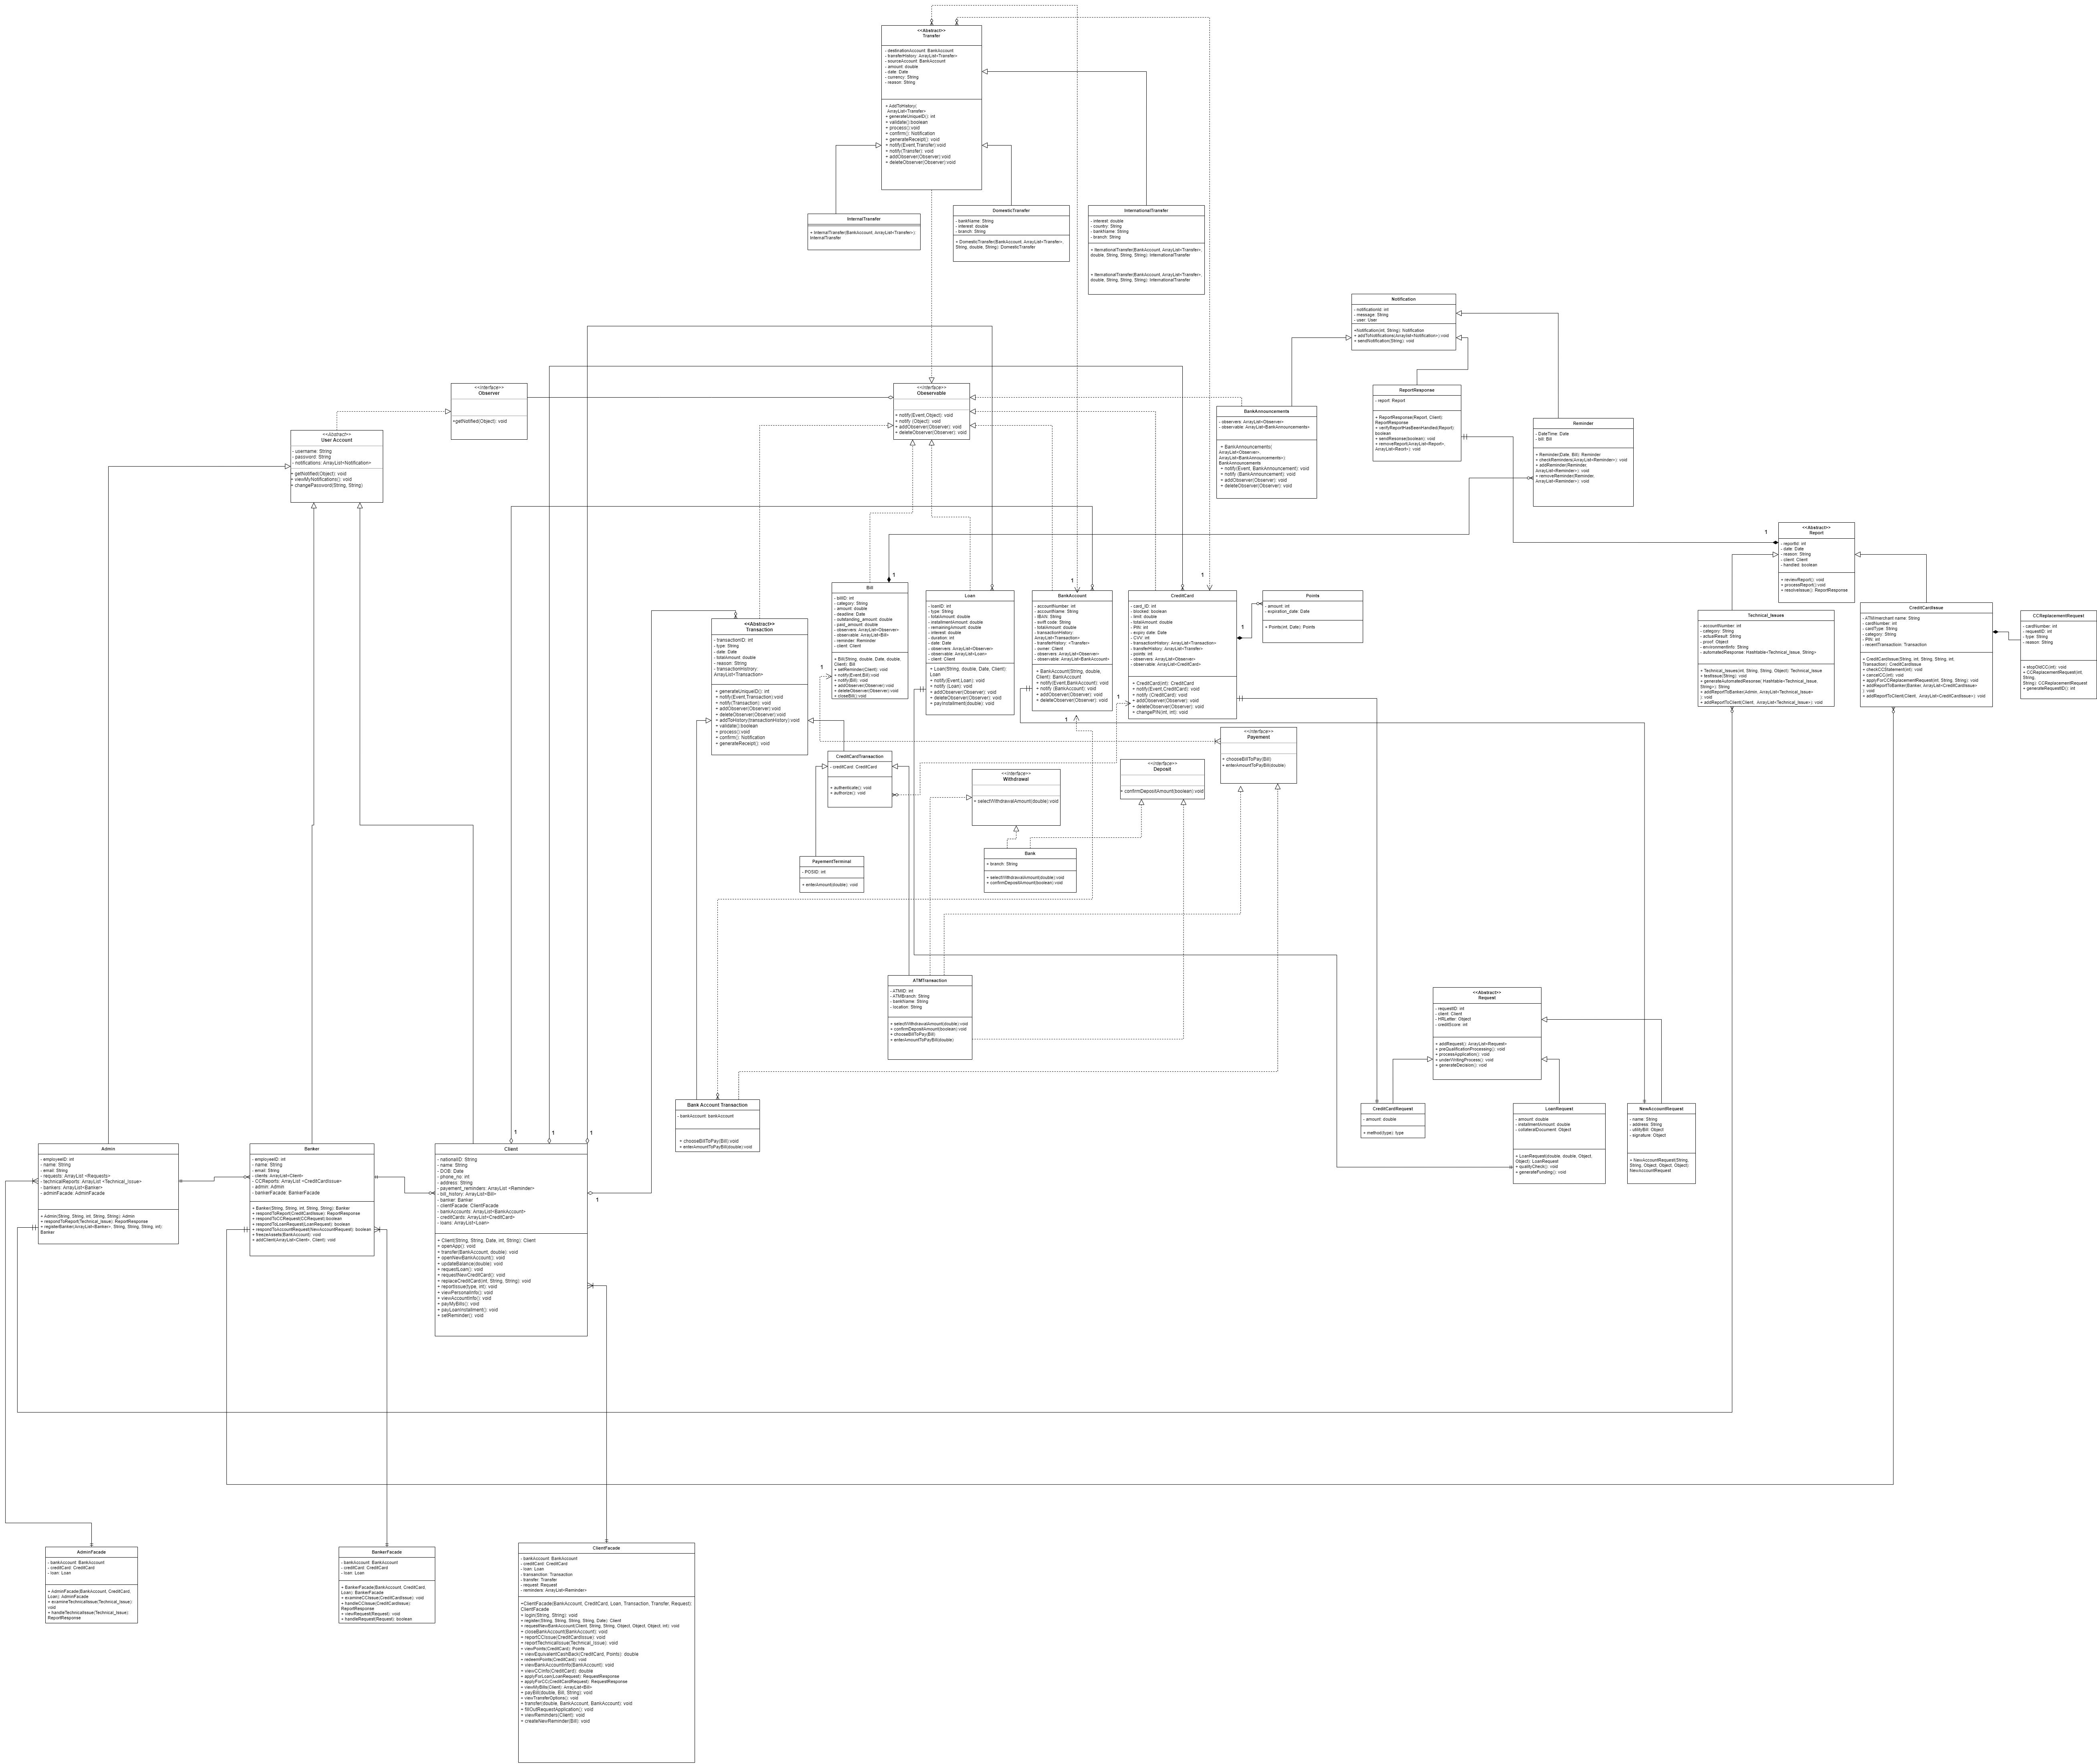 <<Abstract>>
Transfer
- destinationAccount: BankAccount
- transferHistory: ArrayList<Transfer>
- sourceAccount: BankAccount
- amount: double
- date: Date
- currency: String
- reason: String
+ AddToHistory(
ArrayList<Transfer>
+ generateUniqueID(): int
+ validate():boolean
+ process():void
+ confirm(): Notification
+ generateReceipt(): void
+ notify(Event,Transfer):void
+ notify(Transfer): void
+ addObserver(Observer):void
+ deleteObserver(Observer):void
InternalTransfer
+ InternalTransfer(BankAccount, ArrayList<Transfer>):
InternalTransfer
DomesticTransfer
- bankName: String
- interest: double
- branch: String
+ DomesticTransfer(BankAccount, ArrayList<Transfer>,
String, double, String): DomesticTransfer
InternationalTransfer
- interest: double
- country: String
- bankName: String
- branch: String
+ IternationalTransfer(BankAccount, ArrayList<Transfer>,
double, String, String, String): InternationalTransfer
+ IternationalTransfer(BankAccount, ArrayList<Transfer>,
double, String, String, String): InternationalTransfer
Notification
- notificationId: int
- message: String
- user: User
+Notification(int, String): Notification
+ addToNotifications(Arraylist<Notification>):void
+ sendNotification(String): void
<<Interface>>
Observer
+getNotified(Object): void
<<Interface>>
Obeservable
+ notify(Event,Object): void
+ notify (Object): void
+ addObserver(Observer): void
+ deleteObserver(Observer): void
BankAnnouncements
- observers: ArrayList<Observer>
- observable: ArrayList<BankAnnouncements>
+ BankAnnouncements(
ArrayList<Observer>,
ArrayList<BankAnnouncements>):
BankAnnouncements
+ notify(Event, BankAnnouncement): void
+ notify (BankAnnouncement): void
+ addObserver(Observer): void
+ deleteObserver(Observer): void
ReportResponse
- report: Report
+ ReportResponse(Report, Client):
ReportResponse
+ verifyReportHasBeenHandled(Report):
boolean
+ sendResonse(boolean): void
+ removeReport(ArrayList<Report>,
ArrayList<Reort>): void
Reminder
- DateTime: Date
- bill: Bill
+ Reminder(Date, Bill): Reminder
+ checkReminders(ArrayList<Reminder>): void
+ addReminder(Reminder,
ArrayList<Reminder>): void
+ removeReminder(Reminder,
ArrayList<Reminder>): void
<<Abstract>>
User Account
- username: String
- password: String
- notifications: ArrayList<Notification>
+ getNotified(Object): void
+ viewMyNotifications(): void
+ changePassword(String, String)
1
<<Abstract>>
Report
- reportId: int
- date: Date
- reason: String
- client: Client
- handled: boolean
+ reviewReport(): void
+ processReport():void
+ resolveIssue(): ReportResponse
1
Bill
- billID: int
- category: String
- amount: double
- deadline: Date
- outstanding_amount: double
- past_amount: double
- observers: ArrayList<Observer>
- observable: ArrayList<Bill>
- reminder: Reminder
- client: Client
+ Bill(String, double, Date, double,
Client): Bill
+ setReminder(Client): void
+ notify(Event,Bill):void
+ notify(Bill): void
+ addObserver(Observer):void
+ deleteObserver(Observer):void
+ closeBill():void
Loan
- loanID: int
- type: String
- totalAmount: double
- installmentAmount: double
- remainingAmount: double
- interest: double
- duration: int
- date: Date
- observers: ArrayList<Observer>
- observable: ArrayList<Loan>
- client: Client
+ Loan(String, double, Date, Client):
Loan
+ notify(Event,Loan): void
+ notify (Loan): void
+ addObserver(Observer): void
+ deleteObserver(Observer): void
+ payInstallment(double): void
1
BankAccount
- accountNumber: int
- accountName: String
- IBAN: String
- swift code: String
- totalAmount: double
- transactionHistory:
ArrayList<Transaction>
- transferHistory: <Transfer>
- owner: Client
- observers: ArrayList<Observer>
- observable: ArrayList<BankAccount>
+ BankAccount(String, double,
Client): BankAccount
+ notify(Event,BankAccount): void
+ notify (BankAccount): void
+ addObserver(Observer): void
+ deleteObserver(Observer): void
1
CreditCard
- card_ID: int
- blocked: boolean
- limit: double
- totalAmount: double
- PIN: int
- expiry date: Date
- CVV: int
- transactionHistory: ArrayList<Transaction>
- transferHistory: ArrayList<Transfer>
- points: int
- observers: ArrayList<Observer>
- observable: ArrayList<CreditCard>
+ CreditCard(int): CreditCard
+ notify(Event,CreditCard): void
+ notify (CreditCard): void
+ addObserver(Observer): void
+ deleteObserver(Observer): void
+ changePIN(int, int): void
1
Points
- amount: int
- expiration_date: Date
+ Points(int, Date): Points
<<Abstract>>
Transaction
- transactionID: int
- type: String
- date: Date
- totalAmount: double
- reason: String
- transactionHistory:
ArrayList<Transaction>
+ generateUniqueID(): int
+ notify(Event,Transaction):void
+ notify(Transaction): void
+ addObserver(Observer):void
+ deleteObserver(Observer):void
+ addToHistory(transactionHistory):void
+ validate():boolean
+ process():void
+ confirm(): Notification
+ generateReceipt(): void
1
1
1
Technical_Issues
- accountNumber: int
- category: String
- actualResult: String
- proof: Object
- environmentInfo: String
- automatedResponse: Hashtable<Technical_Issue, String>
+ Technical_Issues(int, String, String, Object): Technical_Issues
+ testIssue(String): void
+ generateAutomatedResonse( Hashtable<Technical_Issue,
String>): String
+ addReportToBanker(Admin, ArrayList<Technical_Issue>
): void
+ addReportToClient(Client,  ArrayList<Technical_Issue>): void
CreditCardIssue
- ATM/merchant name: String
- cardNumber: int
- cardType: String
- category: String
- PIN: int
- recentTransaction: Transaction
+ CreditCardIssue(String, int, String, String, int,
Transaction): CreditCardIssue
+ checkCCStatement(int): void
+ cancelCC(int): void
+ applyForCCReplacementRequest(int, String, String): void
+ addReportToBanker(Banker, ArrayList<CreditCardIssue>
): void
+ addReportToClient(Client,  ArrayList<CreditCardIssue>): void
CCReplacementRequest
- cardNumber: int
- requestID: int
- type: String
- reason: String
+ stopOldCC(int): void
+ CCReplacementRequest(int,
String,
String): CCReplacementRequest
+ generateRequestID(): int
CreditCardTransaction
- creditCard: CreditCard
+ authenticate(): void
+ authorize(): void
<<Interface>>
Withdrawal
+ selectWithdrawalAmount(double):void
<<Interface>>
Deposit
+ confirmDepositAmount(boolean):void
<<Interface>>
Payement
+ chooseBillToPay(Bill)
+ enterAmountToPayBill(double)
Bank
+ branch: String
+ selectWithdrawalAmount(double):void
+ confirmDepositAmount(boolean):void
PayementTerminal
- POSID: int
+ enterAmount(double): void
ATMTransaction
- ATMID: int
- ATMBranch: String
- bankName: String
- location: String
+ selectWithdrawalAmount(double):void
+ confirmDepositAmount(boolean):void
+ chooseBillToPay(Bill)
+ enterAmountToPayBill(double)
<<Abstract>>
Request
- requestID: int
- client: Client
- HRLetter: Object
- creditScore: int
+ addRequest(): ArrayList<Request>
+ preQualificationProcessing(): void
+ processApplication(): void
+ underWritingProcess(): void
+ generateDecision(): void
Bank Account Transaction
- bankAccount: bankAccount
+ chooseBillToPay(Bill):void
+ enterAmountToPayBill(double):void
CreditCardRequest
- amount: double
+ method(type): type
LoanRequest
- amount: double
- installmentAmount: double
- collateralDocument: Object
+ LoanRequest(double, double, Object,
Object): LoanRequest
+ qualifyCheck(): void
+ generateFunding(): void
NewAccountRequest
- name: String
- address: String
- utilityBill: Object
- signature: Object
+ NewAccountRequest(String,
String, Object, Object, Object):
NewAccountRequest
1
1
1
Admin
- employeeID: int
- name: String
- email: String
- requests: ArrayList <Requests>
- technicalReports: ArrayList <Technical_Issue>
- bankers: ArrayList<Banker>
- adminFacade: AdminFacade
+ Admin(String, String, int, String, String): Admin
+ respondToReport(Technical_Issue): ReportResponse
+ registerBanker(ArrayList<Banker>, String, String, String, int):
Banker
Banker
- employeeID: int
- name: String
- email: String
- clients: ArrayList<Client>
- CCReports: ArrayList <CreditCardIssue>
- admin: Admin
- bankerFacade: BankerFacade
+ Banker(String, String, int, String, String): Banker
+ respondToReport(CreditCardIssue): ReportResponse
+ respondToCCRequest(CCRequest):boolean
+ respondToLoanRequest(LoanRequest): boolean
+ respondToAccountRequest(NewAccountRequest): boolean
+ freezeAssets(BankAccount): void
+ addClient(ArrayList<Client>, Client): void
Client
- nationalID: String
- name: String
- DOB: Date
- phone_no: int
- address: String
- payement_reminders: ArrayList <Reminder>
- bill_history: ArrayList<Bill>
- banker: Banker
- clientFacade: ClientFacade
- bankAccounts: ArrayList<BankAccount>
- creditCards: ArrayList<CreditCard>
- loans: ArrayList<Loan>
+ Client(String, String, Date, int, String): Client
+ openApp(): void
+ transfer(BankAccount, double): void
+ openNewBankAccount(): void
+ updateBalance(double): void
+ requestLoan(): void
+ requestNewCreditCard(): void
+ replaceCreditCard(int, String, String): void
+ reportIssue(type, int): void
+ viewPersonalInfo(): void
+ viewAccountInfo(): void
+ payMyBills(): void
+ payLoanInstallment(): void
+ setReminder(): void
1
AdminFacade
- bankAccount: BankAccount
- creditCard: CreditCard
- loan: Loan
+ AdminFacade(BankAccount, CreditCard,
Loan): AdminFacade
+ examineTechnicalIssue(Technical_Issue):
void
+ handleTechnicalIssue(Technical_Issue):
ReportResponse
BankerFacade
- bankAccount: BankAccount
- creditCard: CreditCard
- loan: Loan
+ BankerFacade(BankAccount, CreditCard,
Loan): BankerFacade
+ examineCCIssue(CreditCardIssue): void
+ handleCCIssue(CreditCardIssue):
ReportResponse
+ viewRequest(Request): void
+ handleRequest(Request): boolean
ClientFacade
- bankAccount: BankAccount
- creditCard: CreditCard
- loan: Loan
- transanction: Transaction
- transfer: Transfer
- request: Request
- reminders: ArrayList<Reminder>
+ClientFacade(BankAccount, CreditCard, Loan, Transaction, Transfer, Request):
ClientFacade
+ login(String, String): void
+ register(String, String, String, String, Date): Client
+ requestNewBankAccount(Client, String, String, Object, Object, Object, int): void
+ closeBankAccount(BankAccount): void
+ reportCCIssue(CreditCardIssue): void
+ reportTechnicalIssue(Technical_Issue): void
+ viewPoints(CreditCard): Points
+ viewEquivalentCashBack(CreditCard, Points): double
+ redeemPoints(CreditCard): void
+ viewBankAccountInfo(BankAccount): void
+ viewCCInfo(CreditCard): double
+ applyForLoan(LoanRequest): RequestResponse
+ applyForCC(CreditCardRequest): RequestResponse
+ viewMyBills(Client): ArrayList<Bill>
+ payBill(double, Bill, String): void
+ viewTransferOptions(): void
+ transfer(double, BankAccount, BankAccount): void
+ fillOutRequestApplication(): void
+ viewReminders(Client): void
+ createNewReminder(Bill): void